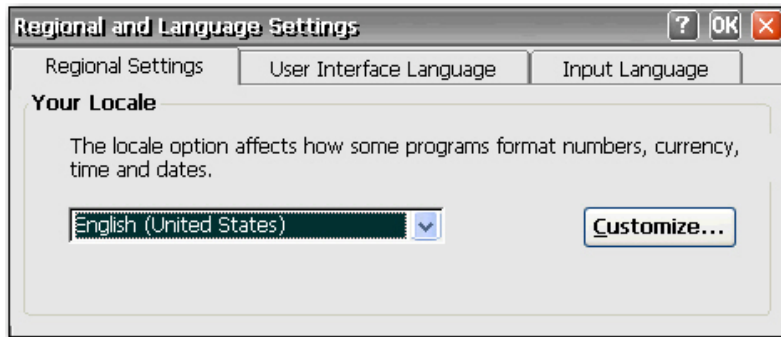 Regional and Language Settings ? OK X
Regional Settings User Interface Language Input Language
Your Locale
The locale option affects how some programs format numbers, currency,
time and dates.
English (United States) Customize...